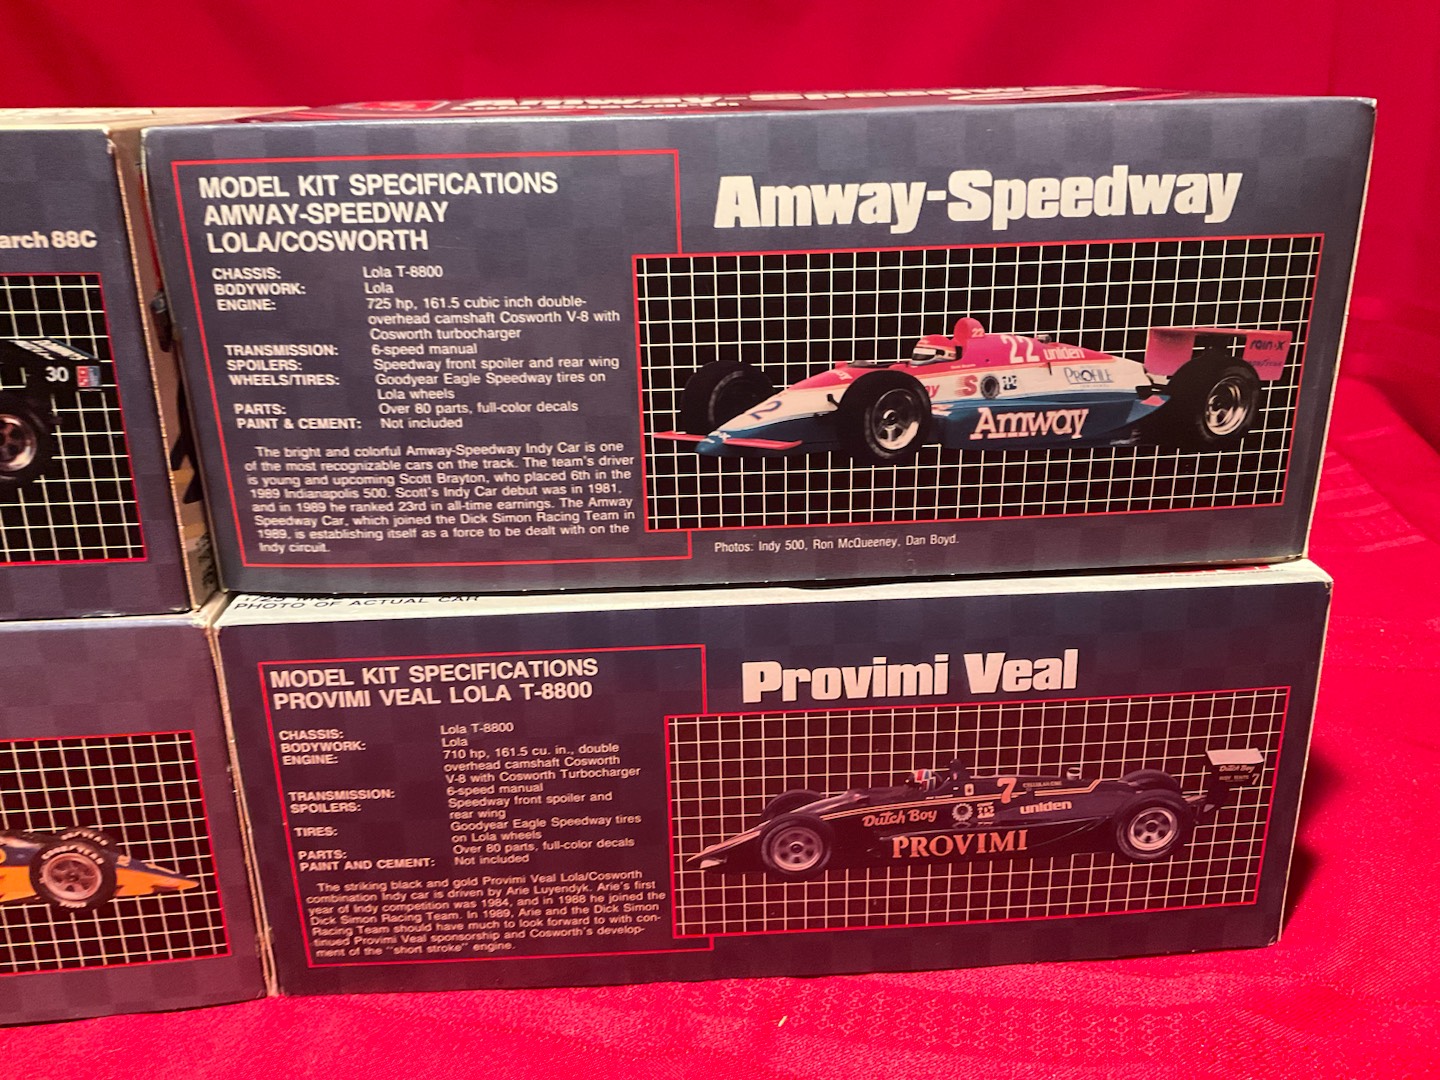 Amway-Speedway
MODEL KIT SPECIFICATIONS
AMWAY-SPEEDWAY
LOLA/COSWORTH
CHASSIS: Lola T-8800
BODYWORK: Lola
ENGINE: 725 hp, 161.5 cubic inch double-
overhead camshaft Cosworth V-8 with
Cosworth turbocharger
TRANSMISSION: 6-speed manual
SPOILERS: Speedway front spoiler and rear wing
WHEELS/TIRES: Goodyear Eagle Speedway tires on
Lola wheels
PARTS: Over 80 parts, full-color decals
PAINT & CEMENT: Not included
The bright and colorful Amway-Speedway Indy Car is one
of the most recognizable cars on the track. The team's driver
is young and upcoming Scott Brayton, who placed 6th in the
1989 Indianapolis 500. Scott's Indy Car debut was in 1981,
and in 1989 he ranked 23rd in all-time earnings. The Amway
Speedway Car, which joined the Dick Simon Racing Team in
1989, is establishing itself as a force to be dealt with on the
Indy circuit.
Amway-Speedway
22
uniden
rain-x
PROFILE
S
Amway
2
Photos: Indy 500, Ron McQueeney, Dan Boyd.
arch 88C
30
PHOTO OF ACTUAL CAR
MODEL KIT SPECIFICATIONS
PROVIMI VEAL LOLA T-8800
CHASSIS: Lola T-8800
BODYWORK: Lola
ENGINE: 710 hp, 161.5 cu. in., double
overhead camshaft Cosworth
V-8 with Cosworth Turbocharger
TRANSMISSION: 6-speed manual
SPOILERS: Speedway front spoiler and
rear wing
TIRES: Goodyear Eagle Speedway tires
on Lola wheels
PARTS: Over 80 parts, full-color decals
PAINT AND CEMENT: Not included
The striking black and gold Provimi Veal Lola/Cosworth
combination Indy car is driven by Arie Luyendyk. Arie's first
year of Indy competition was 1984, and in 1988 he joined the
Dick Simon Racing Team. In 1989, Arie and the Dick Simon
Racing Team should have much to look forward to with con-
tinued Provimi Veal sponsorship and Cosworth's develop-
ment of the "short stroke" engine.
Provimi Veal
7
uniden
Dutch Boy
PROVIMI
Dutch Boy
7